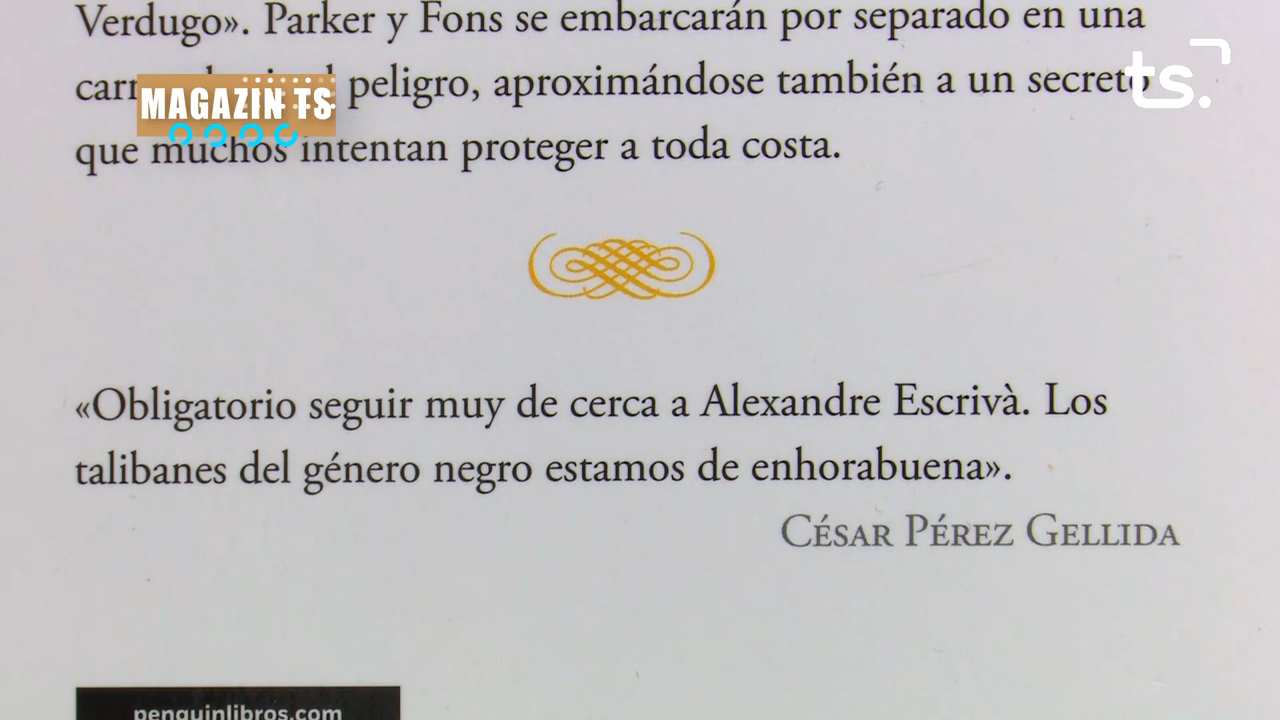 Verdugo». Parker y Fons se embarcarán por separado en una
peligro, aproximándose también a un secreto
que muchos intentan proteger a toda costa.
MAGAZIN TS
ts.
«Obligatorio seguir muy de cerca a Alexandre Escrivà. Los
talibanes del género negro estamos de enhorabuena».
CÉSAR PÉREZ GELLIDA
penguinlibros.com